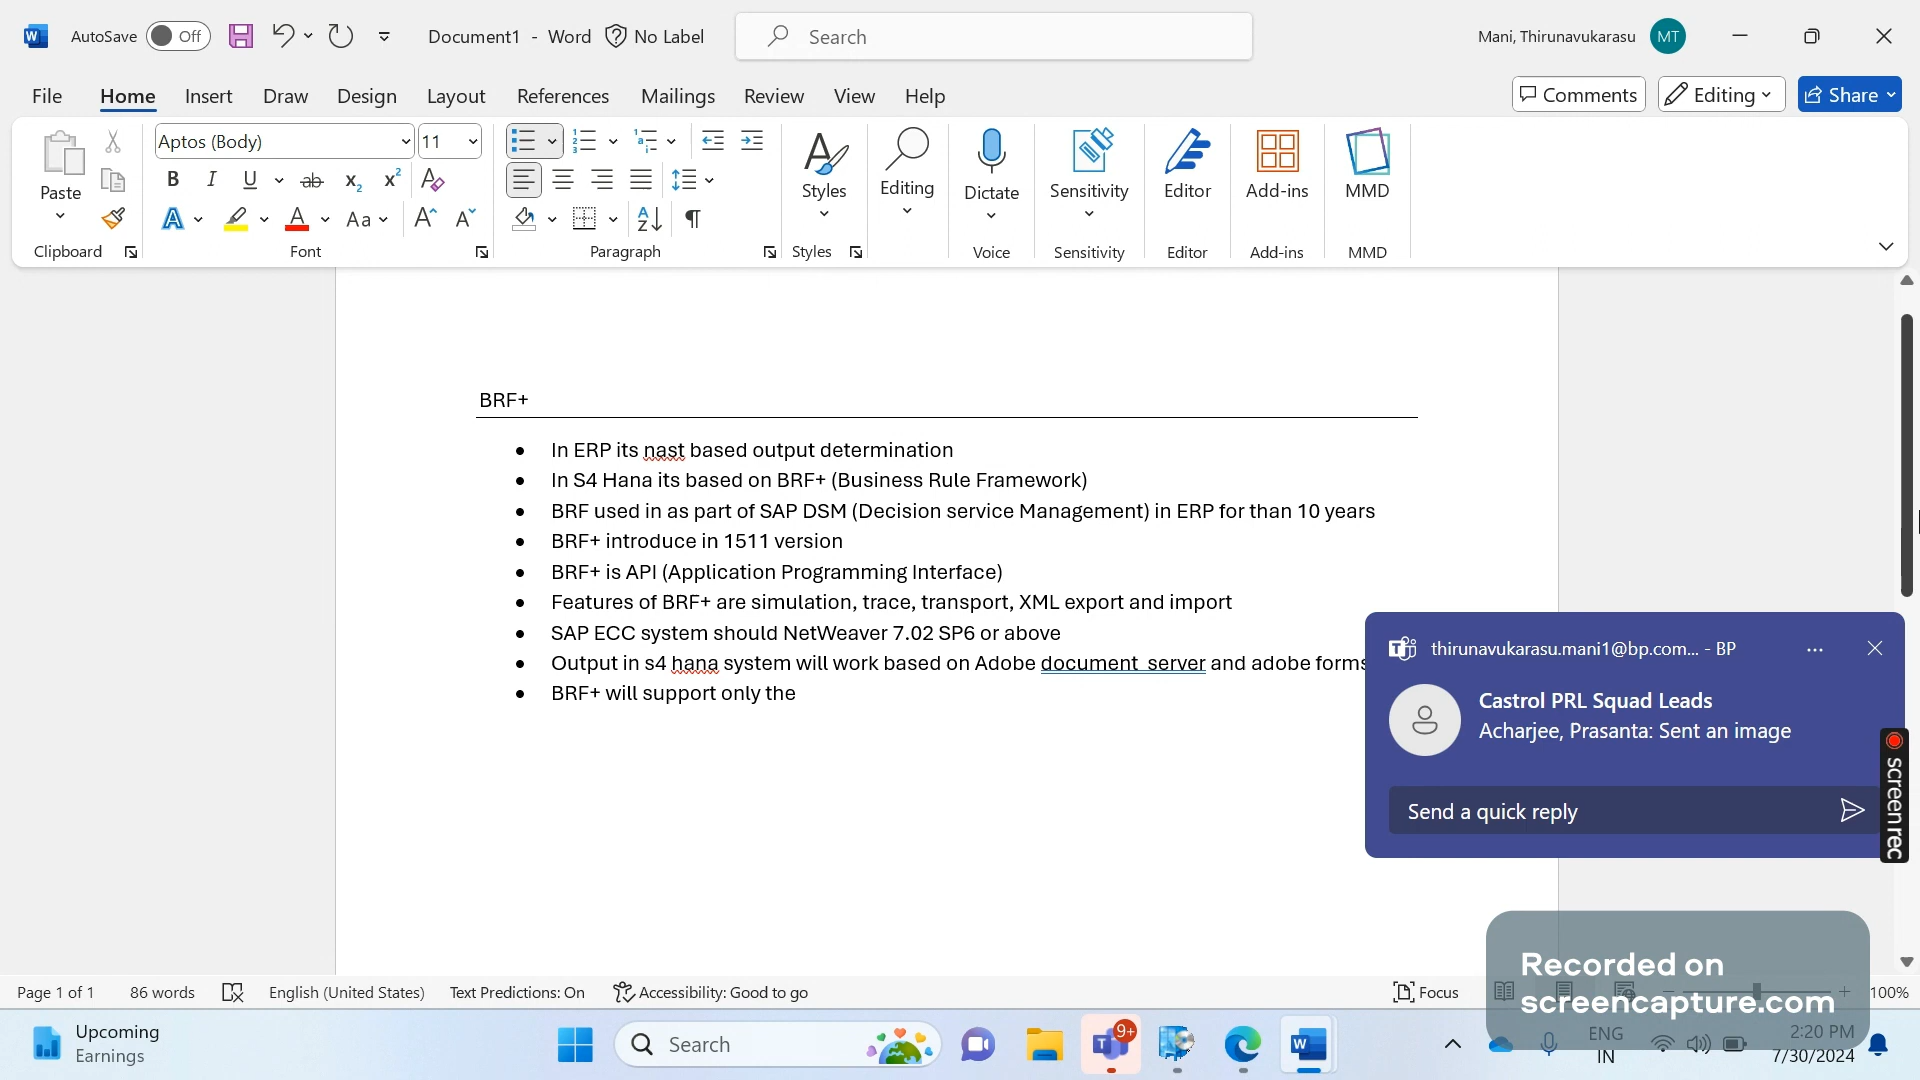 AutoSave Off Document1 - Word No Label Search Mani, Thirunavukarasu MT
File Home Insert Draw Design Layout References Mailings Review View Help Comments Editing Share
Aptos (Body) 11
Paste Styles Editing Dictate Sensitivity Editor Add-ins MMD
Clipboard Font Paragraph Styles Voice Sensitivity Editor Add-ins MMD
BRF+
• In ERP its nast based output determination
• In S4 Hana its based on BRF+ (Business Rule Framework)
• BRF used in as part of SAP DSM (Decision service Management) in ERP for than 10 years
• BRF+ introduce in 1511 version
• BRF+ is API (Application Programming Interface)
• Features of BRF+ are simulation, trace, transport, XML export and import
• SAP ECC system should NetWeaver 7.02 SP6 or above
• Output in s4 hana system will work based on Adobe document server and adobe forms
• BRF+ will support only the
thirunavukarasu.mani1@bp.com... - BP
Castrol PRL Squad Leads
Acharjee, Prasanta: Sent an image
Send a quick reply
screenrec
Recorded on
screencapture.com
Page 1 of 1 86 words English (United States) Text Predictions: On Accessibility: Good to go Focus 100%
Upcoming
Earnings
Search
9+
ENG
IN
2:20 PM
7/30/2024